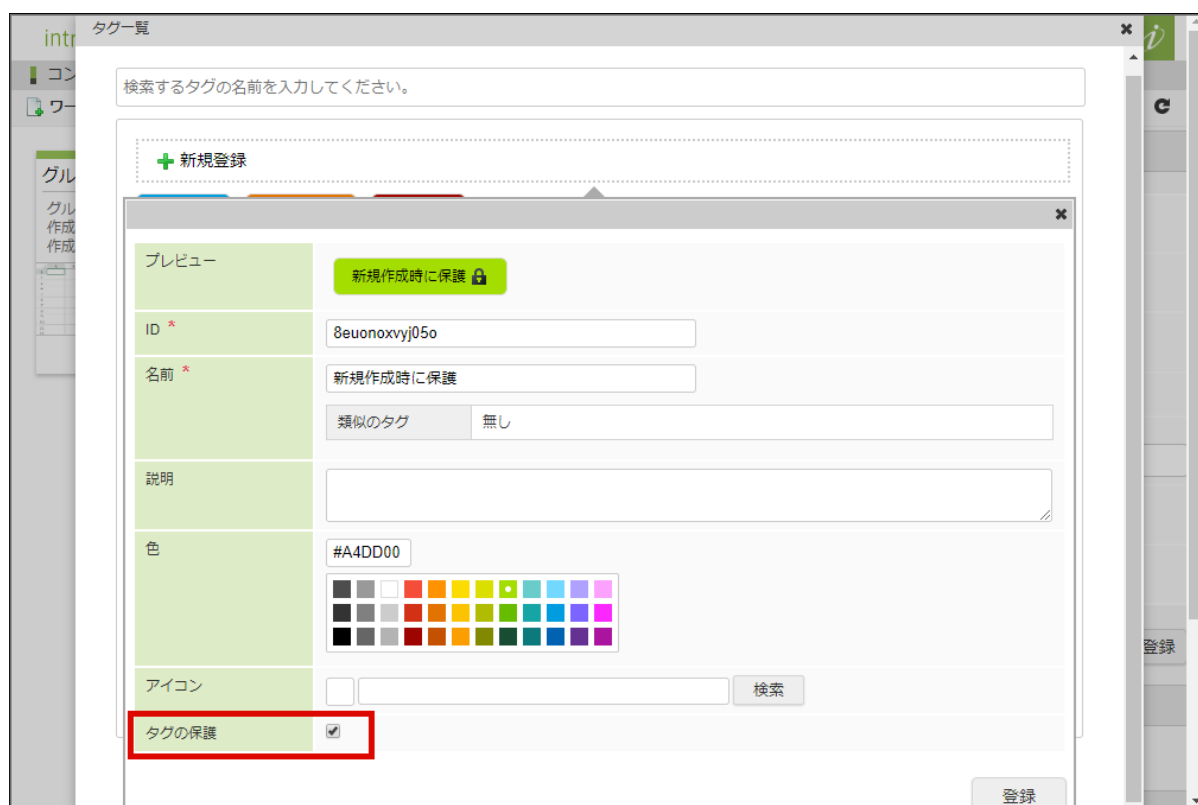 タグ一覧
intr
i
コン
検索するタグの名前を入力してください。
ワー
新規登録
グル
グル
作成
作成
プレビュー
新規作成時に保護
ID *
8euonoxvyj05o
名前 *
新規作成時に保護
類似のタグ 無し
説明
色
#A4DD00
登録
アイコン
検索
タグの保護
登録